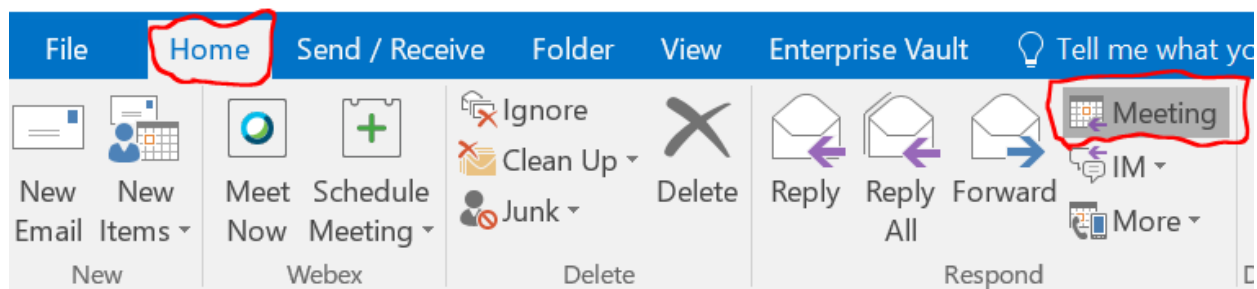 File Home Send / Receive Folder View Enterprise Vault Tell me what yo
New Email
New Items
Meet Now
Schedule Meeting
Ignore
Clean Up
Junk
Delete
Reply
Reply All
Forward
Meeting
IM
More
New Webex Delete Respond